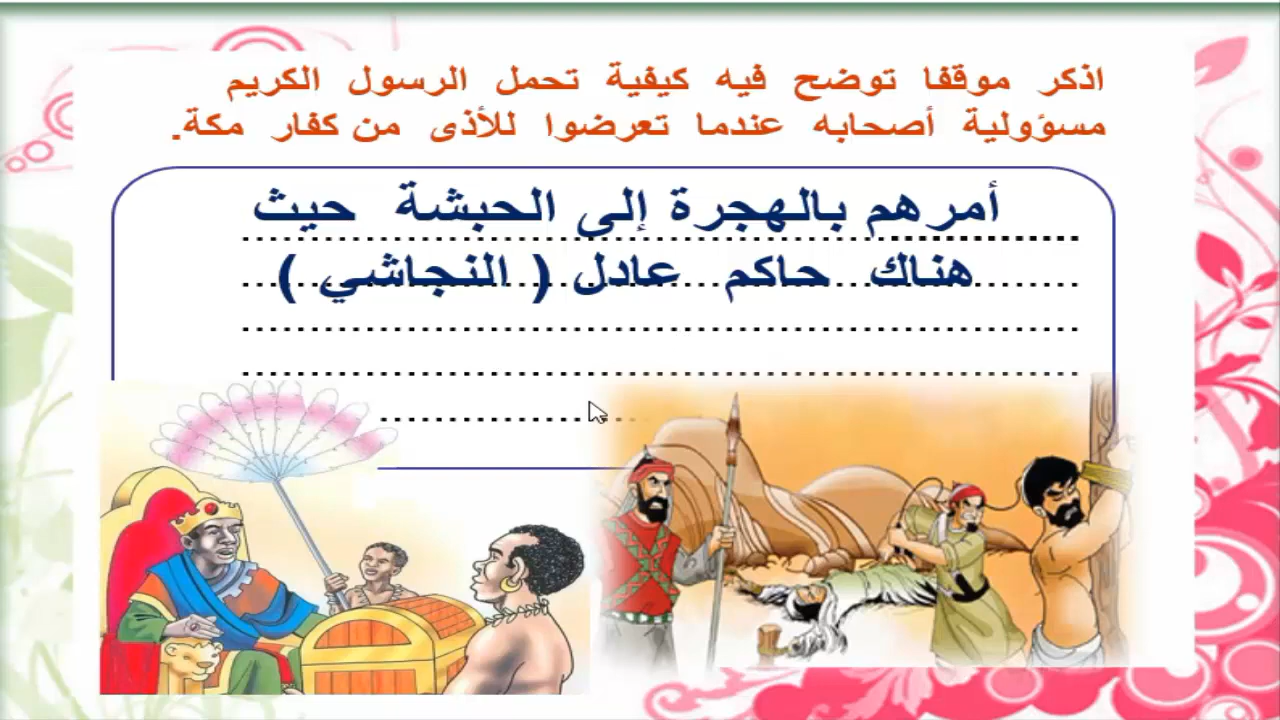 اذكر موقفا توضح فيه كيفية تحمل الرسول الكريم
مسؤولية أصحابه عندما تعرضوا للأذى من كفار مكة.
أمرهم بالهجرة إلى الحبشة حيث
هناك حاكم عادل ( النجاشي )